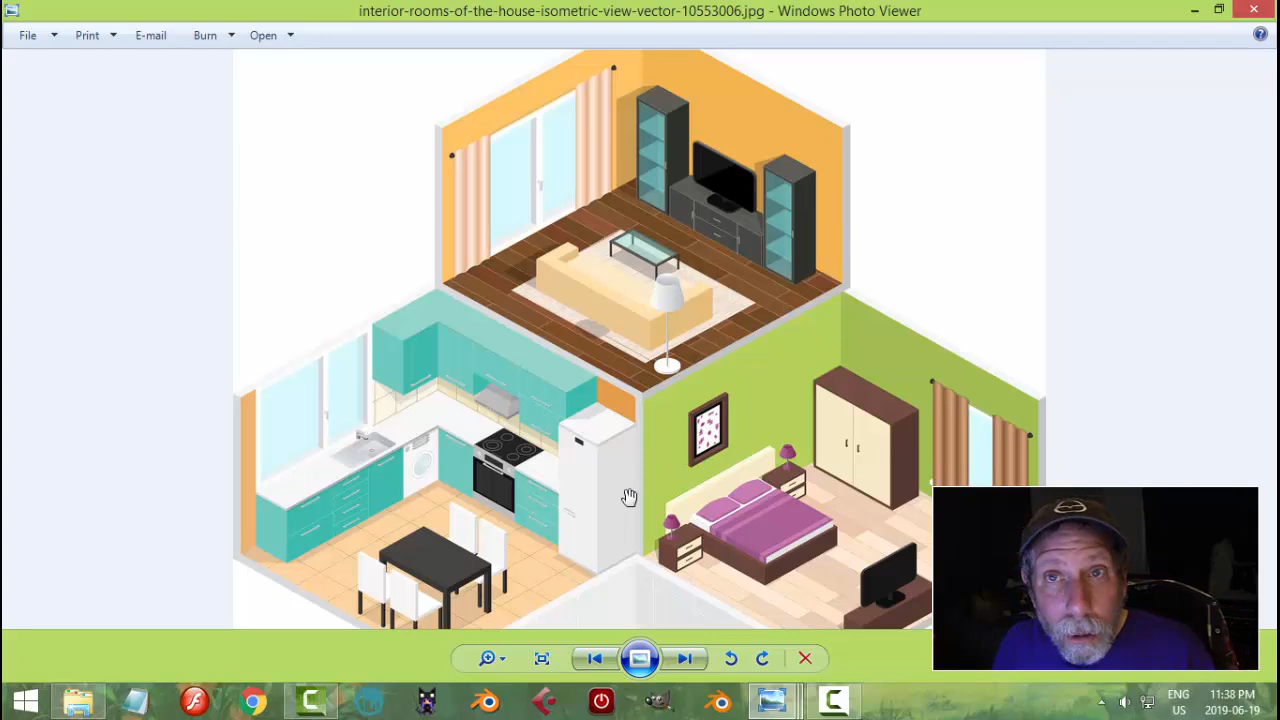 interior-rooms-of-the-house-isometric-view-vector-10553006.jpg - Windows Photo Viewer
File Print E-mail Burn Open
ENG 11:38 PM
US 2019-06-19